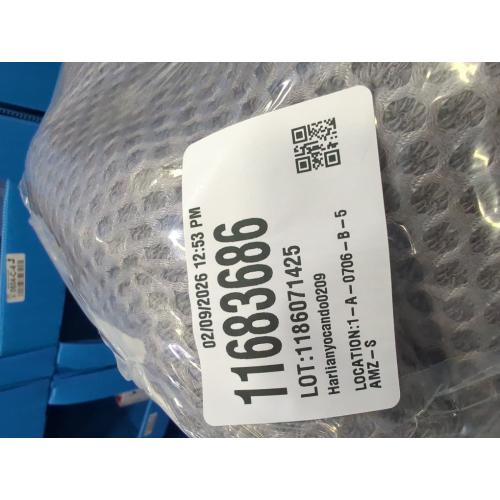 02/09/2026 12:53 PM
11683686
LOT:1186071425
Harlianyocando0209
LOCATION:1-A-0706-B-5
AMZ-S